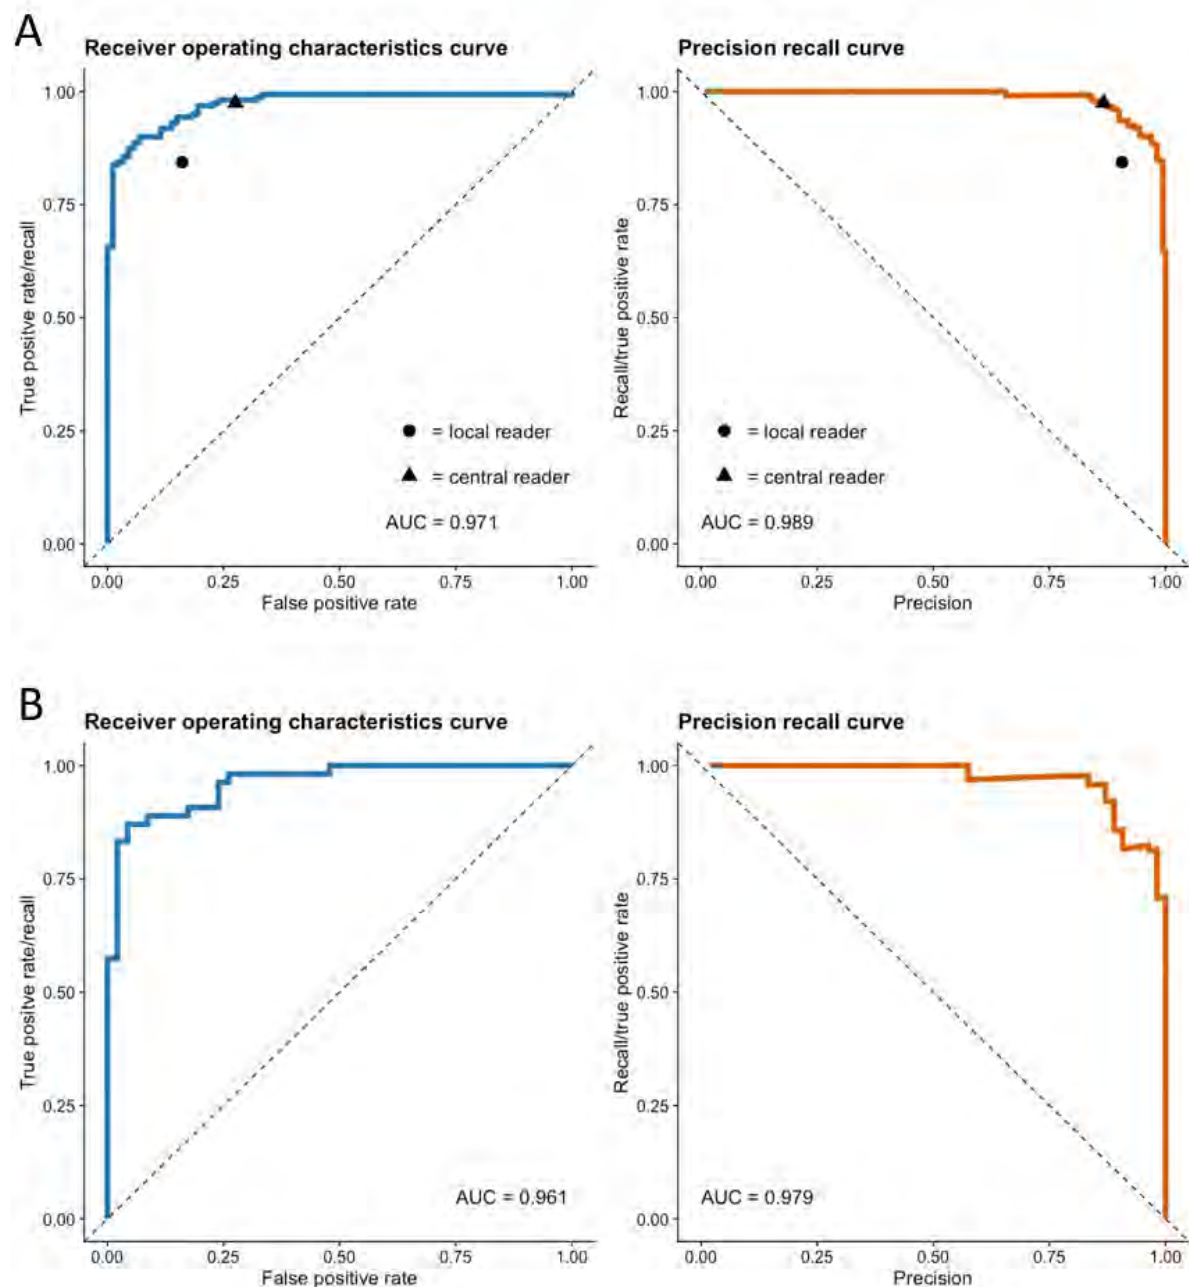 A
Receiver operating characteristics curve
True positve rate/recall
1.00
0.75
0.50
0.25
0.00
= local reader
= central reader
AUC = 0.971
0.00 0.25 0.50 0.75 1.00
False positive rate
Precision recall curve
Recall/true positive rate
1.00
0.75
0.50
0.25
0.00
= local reader
= central reader
AUC = 0.989
0.00 0.25 0.50 0.75 1.00
Precision
B
Receiver operating characteristics curve
True positve rate/recall
1.00
0.75
0.50
0.25
0.00
AUC = 0.961
0.00 0.25 0.50 0.75 1.00
False positive rate
Precision recall curve
Recall/true positive rate
1.00
0.75
0.50
0.25
0.00
AUC = 0.979
0.00 0.25 0.50 0.75 1.00
Precision